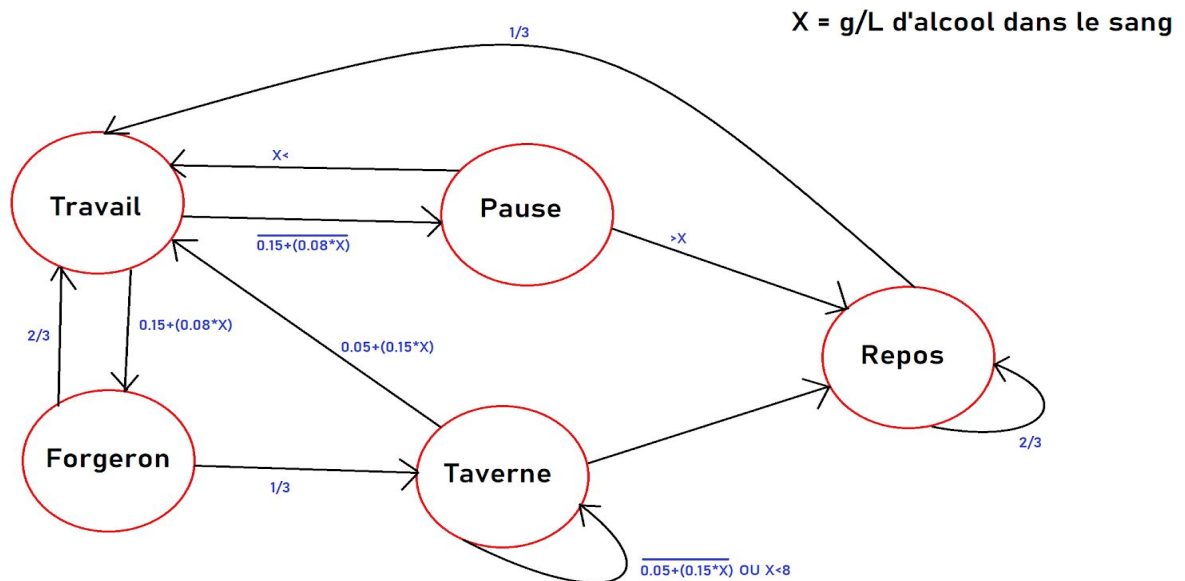 X = g/L d'alcool dans le sang
1/3
X<
Travail
Pause
0.15+(0.08*X)
>X
2/3
0.15+(0.08*X)
0.05+(0.15*X)
Repos
Forgeron
1/3
Taverne
2/3
0.05+(0.15*X) OU X<8